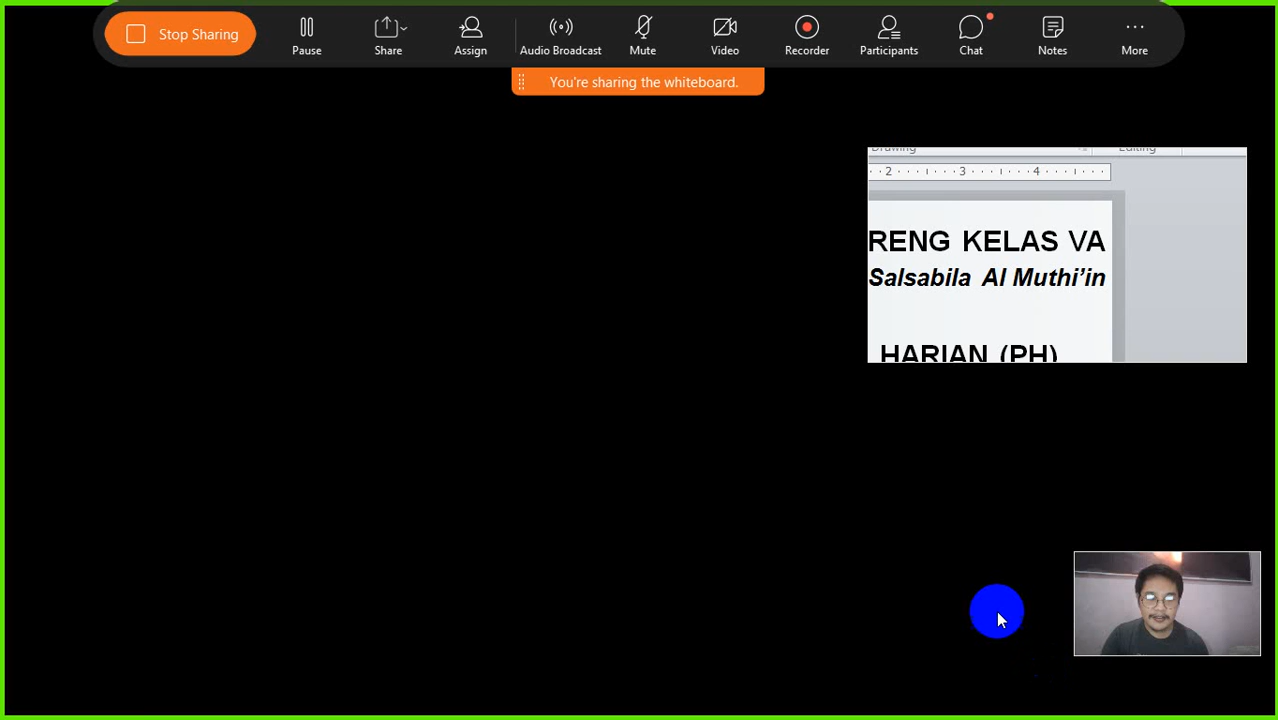 Stop Sharing
Pause
Share
Assign
Audio Broadcast
Mute
Video
Recorder
Participants
Chat
Notes
More
You're sharing the whiteboard.
Drawing
Editing
2 3 4
RENG KELAS VA
Salsabila Al Muthi'in
HARIAN (PH)